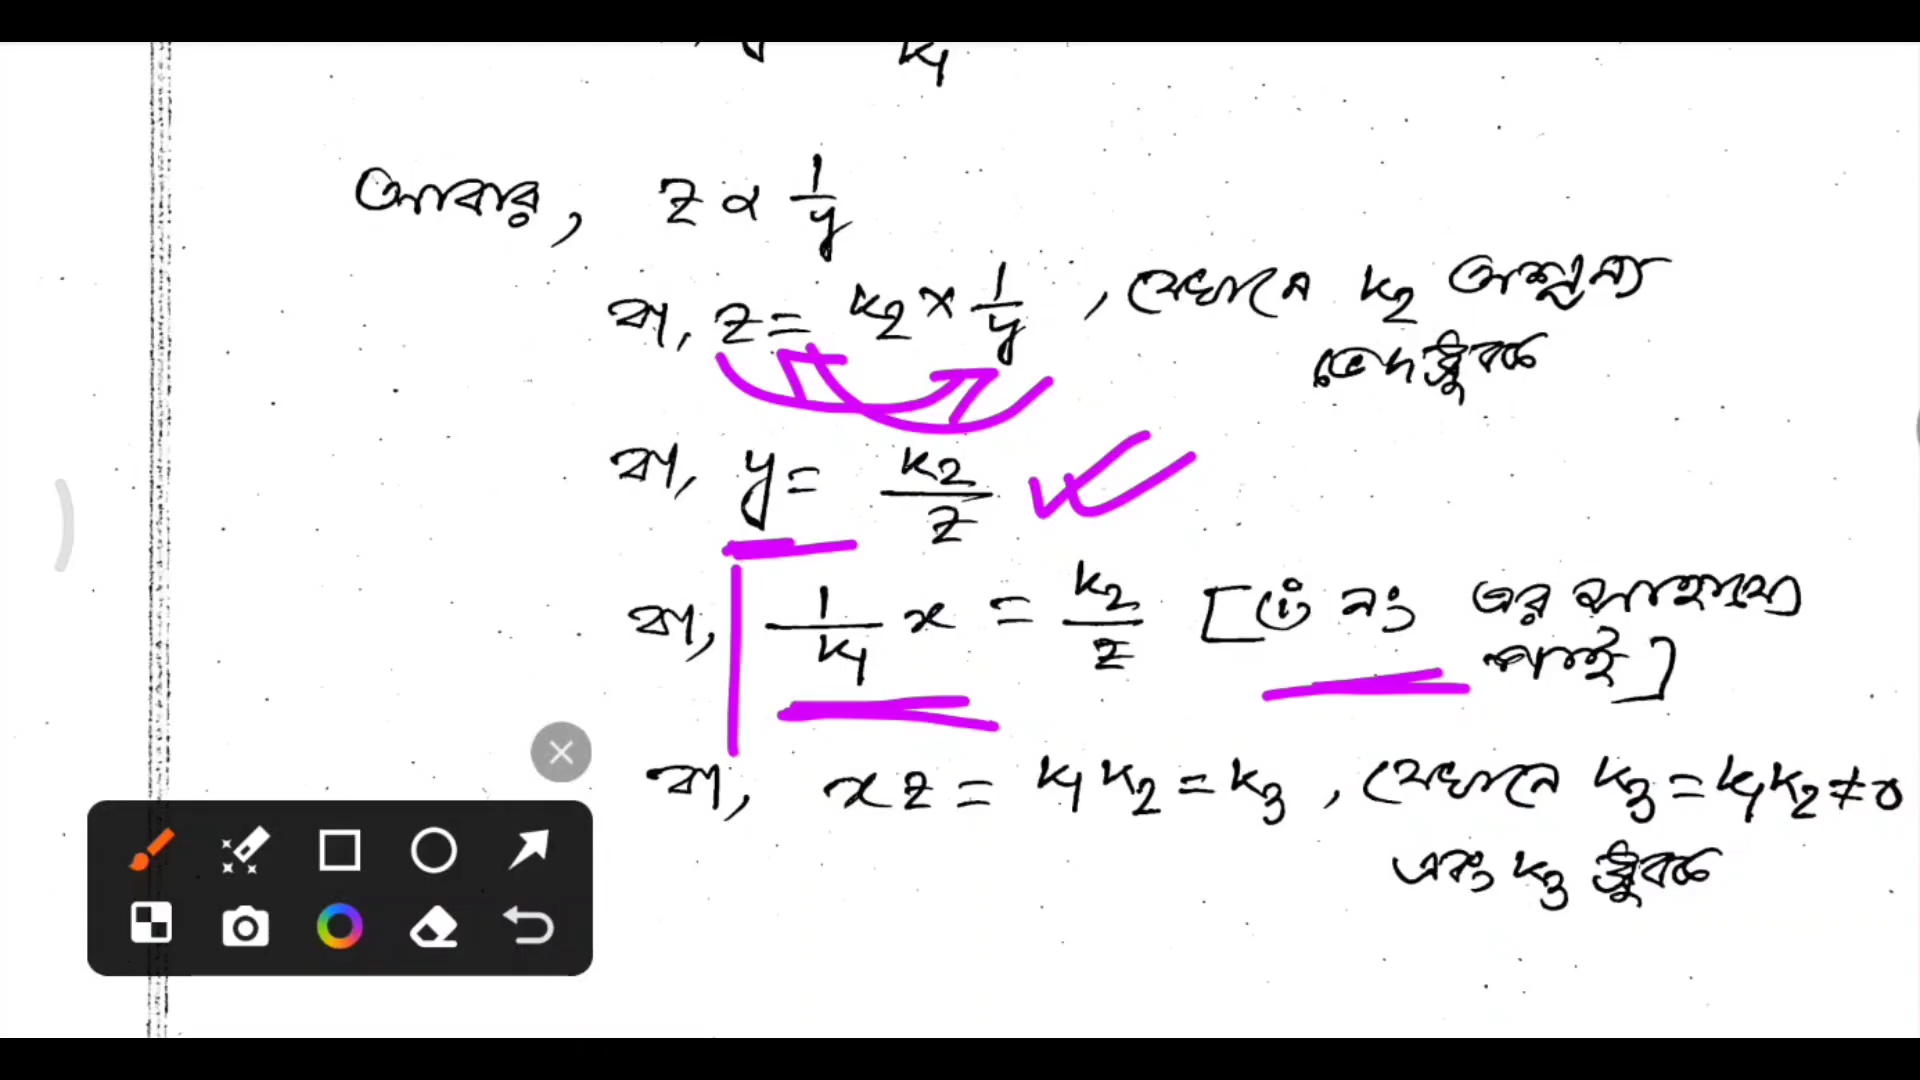 k₁
আবার, z ∝ 1/y
বা, z = k₂ × 1/y , যেখানে k₂ অশূন্য
ভেদধ্রুবক
বা, y = k₂/z
বা, 1/k₁ x = k₂/z [(i) নং এর সাহায্যে
পাই]
বা, xz = k₁k₂ = k₃ , যেখানে k₃ = k₁k₂ ≠ 0
এবং k₃ ধ্রুবক